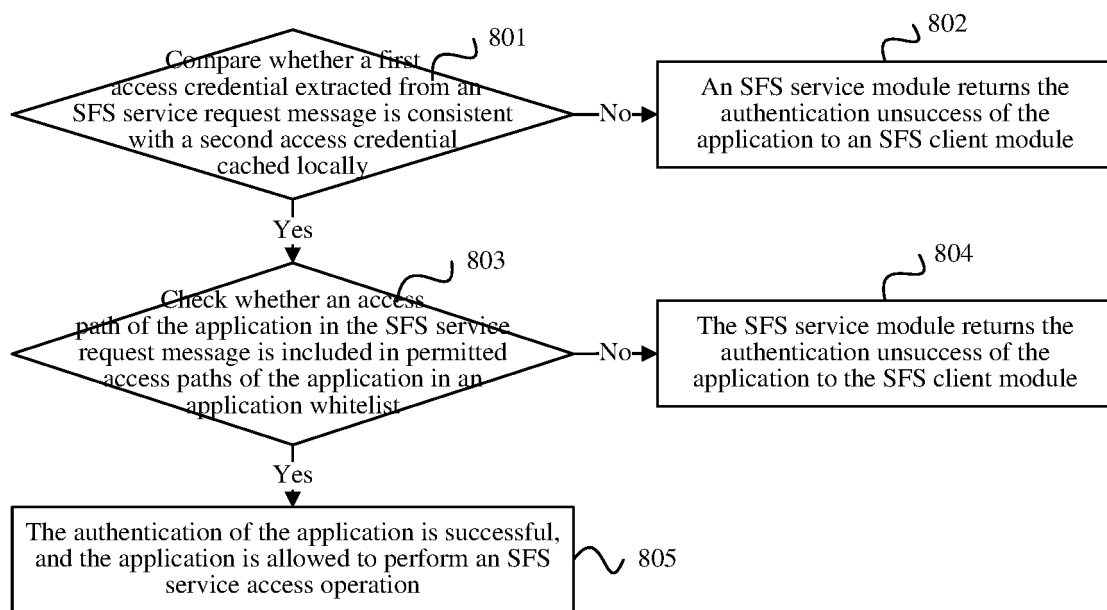 801
Compare whether a first
access credential extracted from an
SFS service request message is consistent
with a second access credential
cached locally
No
802
An SFS service module returns the
authentication unsuccess of the
application to an SFS client module
Yes
803
Check whether an access
path of the application in the SFS service
request message is included in permitted
access paths of the application in an
application whitelist
No
804
The SFS service module returns the
authentication unsuccess of the
application to the SFS client module
Yes
The authentication of the application is successful,
and the application is allowed to perform an SFS
service access operation
805